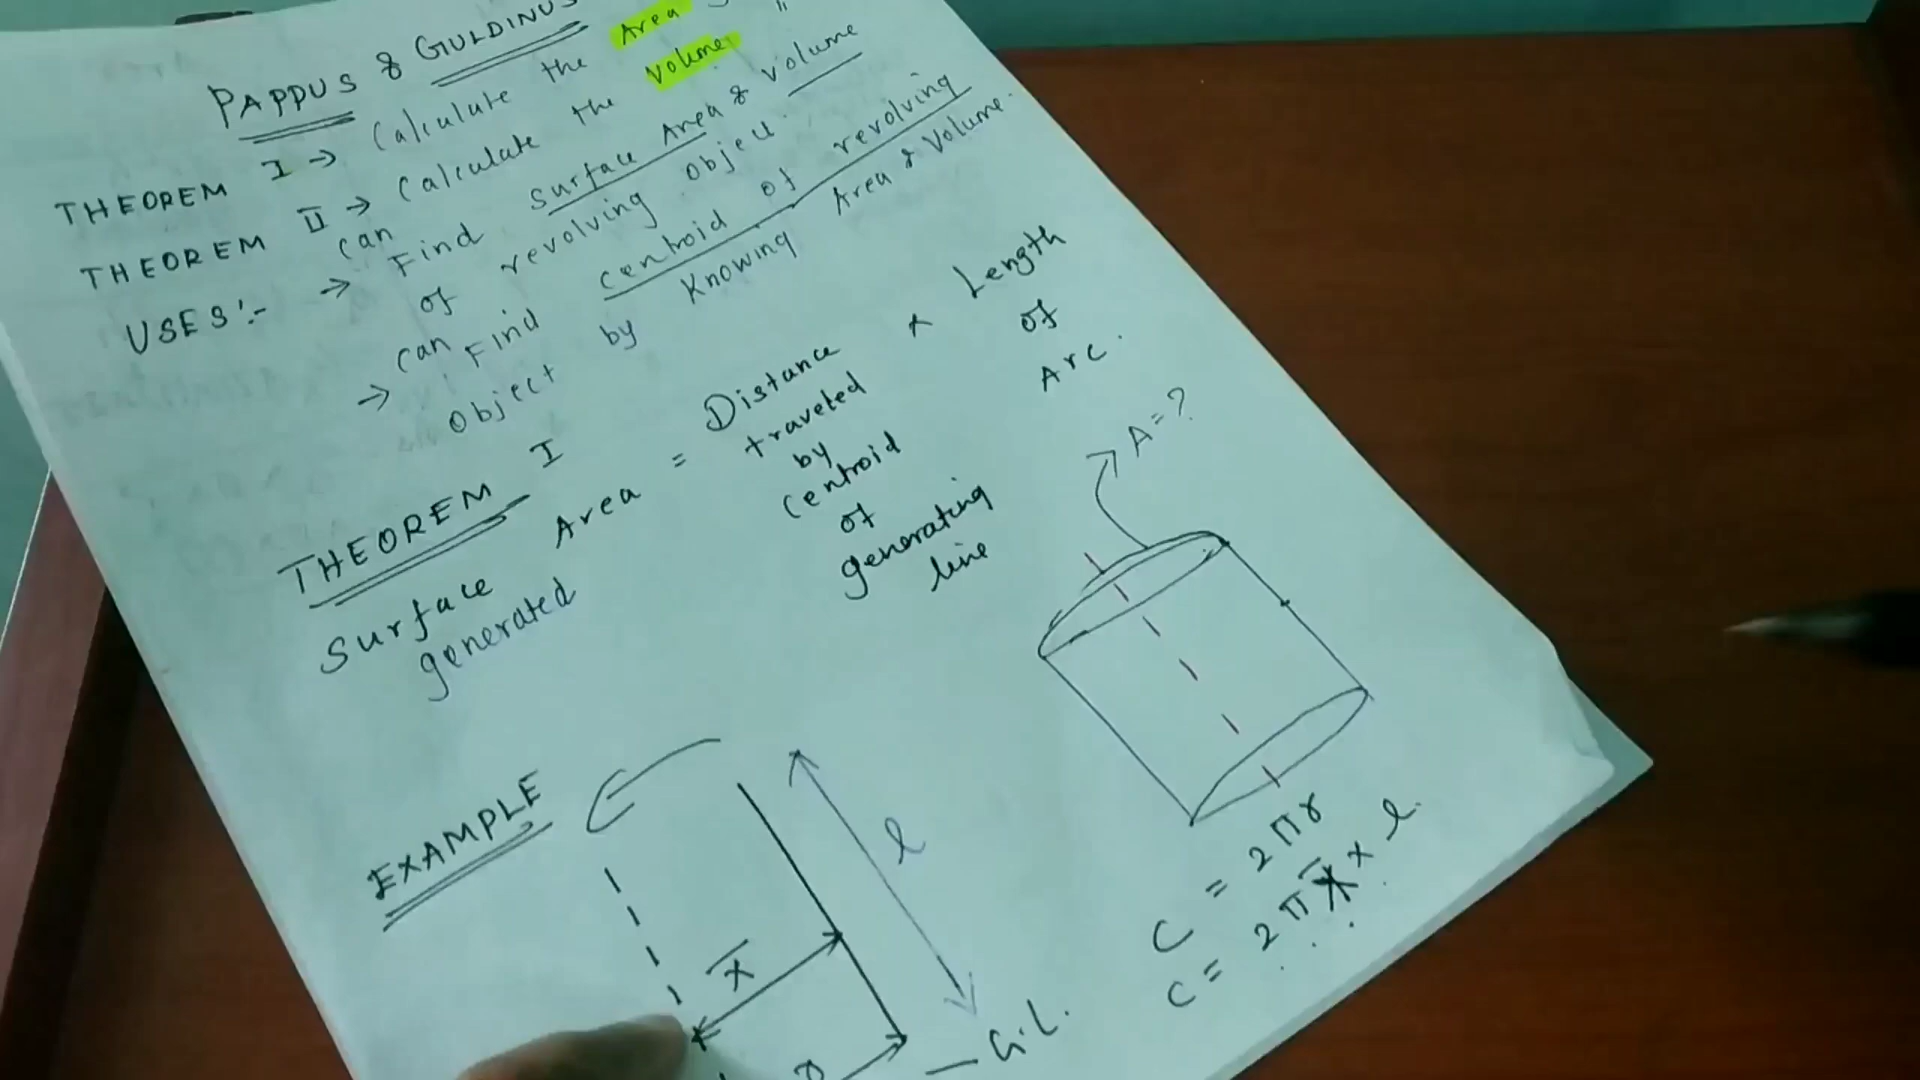 PAPPUS & GULDINUS
THEOREM I → Calculate the Area
THEOREM II → Calculate the Volume "
USES:- → can Find surface Area & volume
of revolving object.
→ can Find centroid of revolving
object by Knowing Area & Volume.
THEOREM I
Surface Area generated = Distance traveled by centroid of generating line × Length of Arc.
A = ?
EXAMPLE
l
x̄
G.L.
C = 2πr
C = 2π x̄ × l